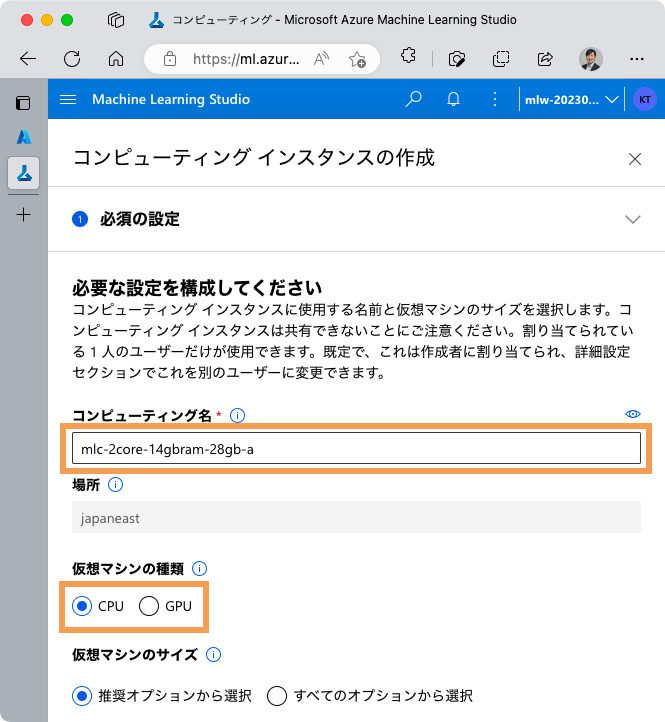 コンピューティング - Microsoft Azure Machine Learning Studio
https://ml.azur...
Machine Learning Studio
mlw-20230...
KT
コンピューティング インスタンスの作成
1 必須の設定
必要な設定を構成してください
コンピューティング インスタンスに使用する名前と仮想マシンのサイズを選択します。コ
ンピューティング インスタンスは共有できないことにご注意ください。割り当てられてい
る 1 人のユーザーだけが使用できます。既定で、これは作成者に割り当てられ、詳細設定
セクションでこれを別のユーザーに変更できます。
コンピューティング名 *
mlc-2core-14gbram-28gb-a
場所
japaneast
仮想マシンの種類
CPU GPU
仮想マシンのサイズ
推奨オプションから選択 すべてのオプションから選択